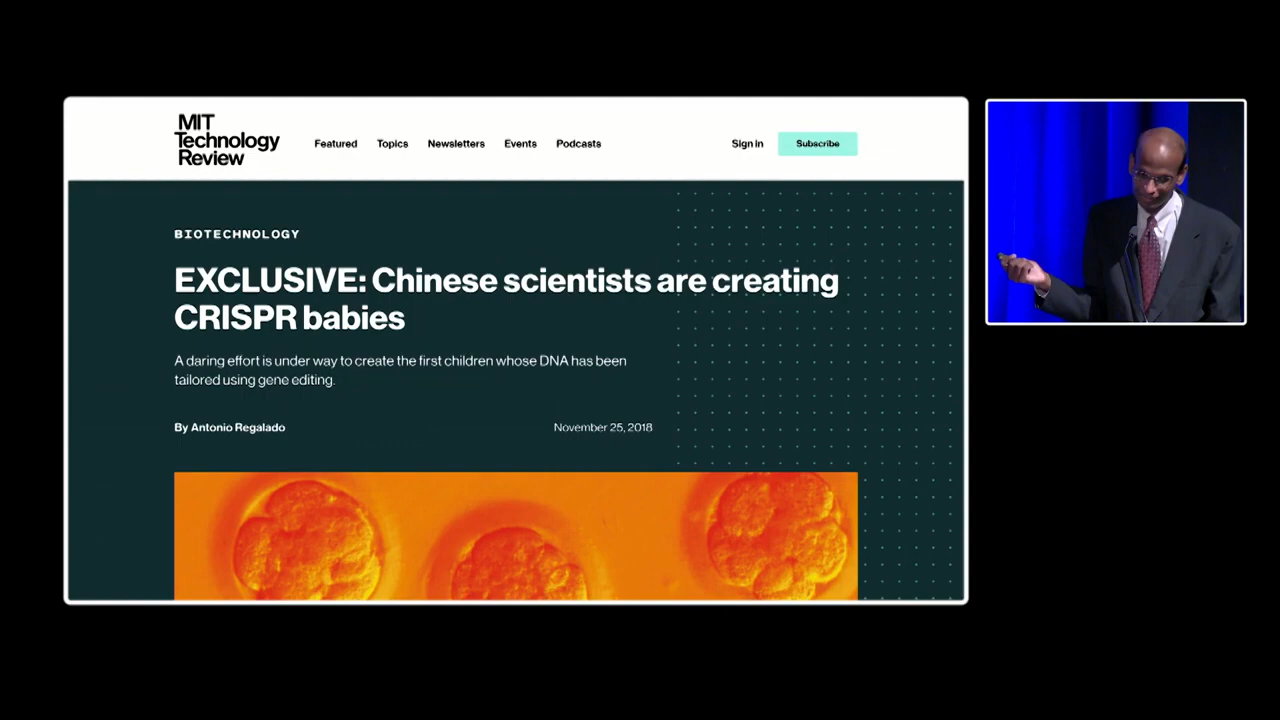 MIT
Technology
Review
Featured Topics Newsletters Events Podcasts Sign in Subscribe
BIOTECHNOLOGY
EXCLUSIVE: Chinese scientists are creating
CRISPR babies
A daring effort is under way to create the first children whose DNA has been
tailored using gene editing.
By Antonio Regalado November 25, 2018